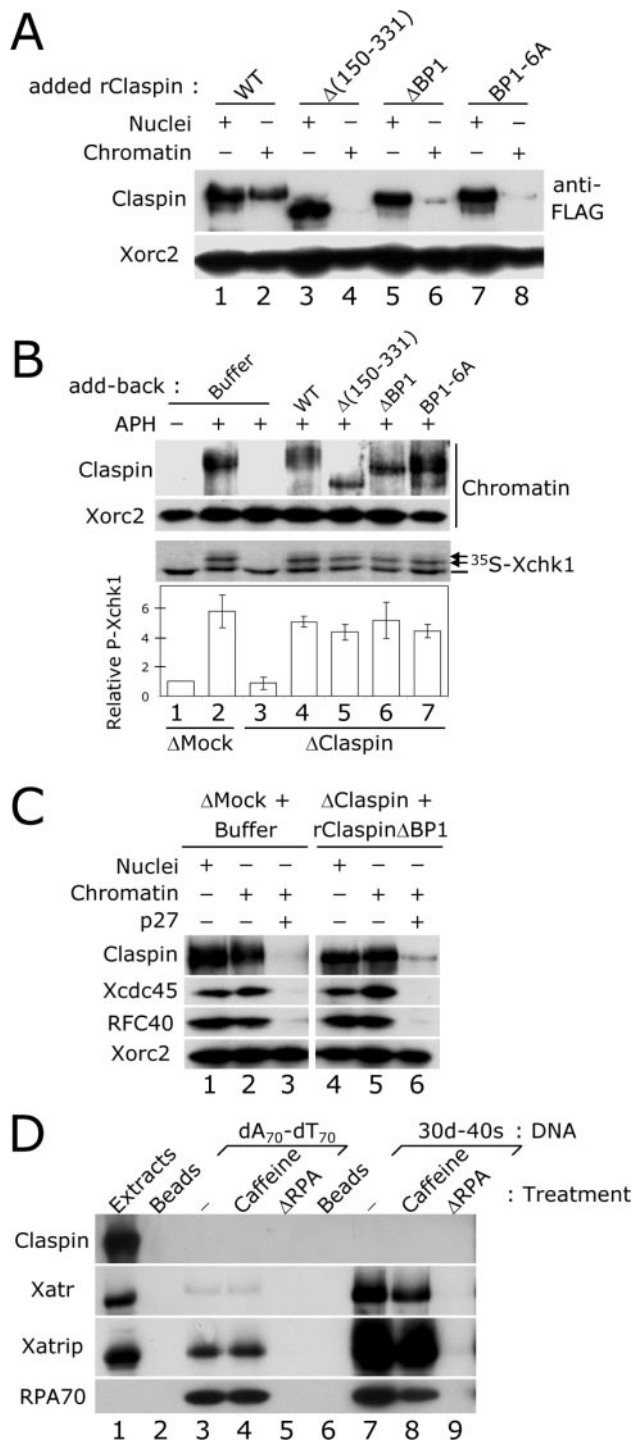 A
added rClaspin : WT Δ(150-331) ΔBP1 BP1-6A
Nuclei + – + – + – + –
Chromatin – + – + – + – +
Claspin anti-FLAG
Xorc2
1 2 3 4 5 6 7 8
B
add-back : Buffer WT Δ(150-331) ΔBP1 BP1-6A
APH – + + + + + +
Claspin
Chromatin
Xorc2
35S-Xchk1
Relative P-Xchk1
6
4
2
0
1 2 3 4 5 6 7
ΔMock ΔClaspin
C
ΔMock + ΔClaspin +
Buffer rClaspinΔBP1
Nuclei + – – + – –
Chromatin – + + – + +
p27 – – + – – +
Claspin
Xcdc45
RFC40
Xorc2
1 2 3 4 5 6
D
dA70-dT70 30d-40s : DNA
Extracts Beads – Caffeine ΔRPA Beads – Caffeine ΔRPA : Treatment
Claspin
Xatr
Xatrip
RPA70
1 2 3 4 5 6 7 8 9